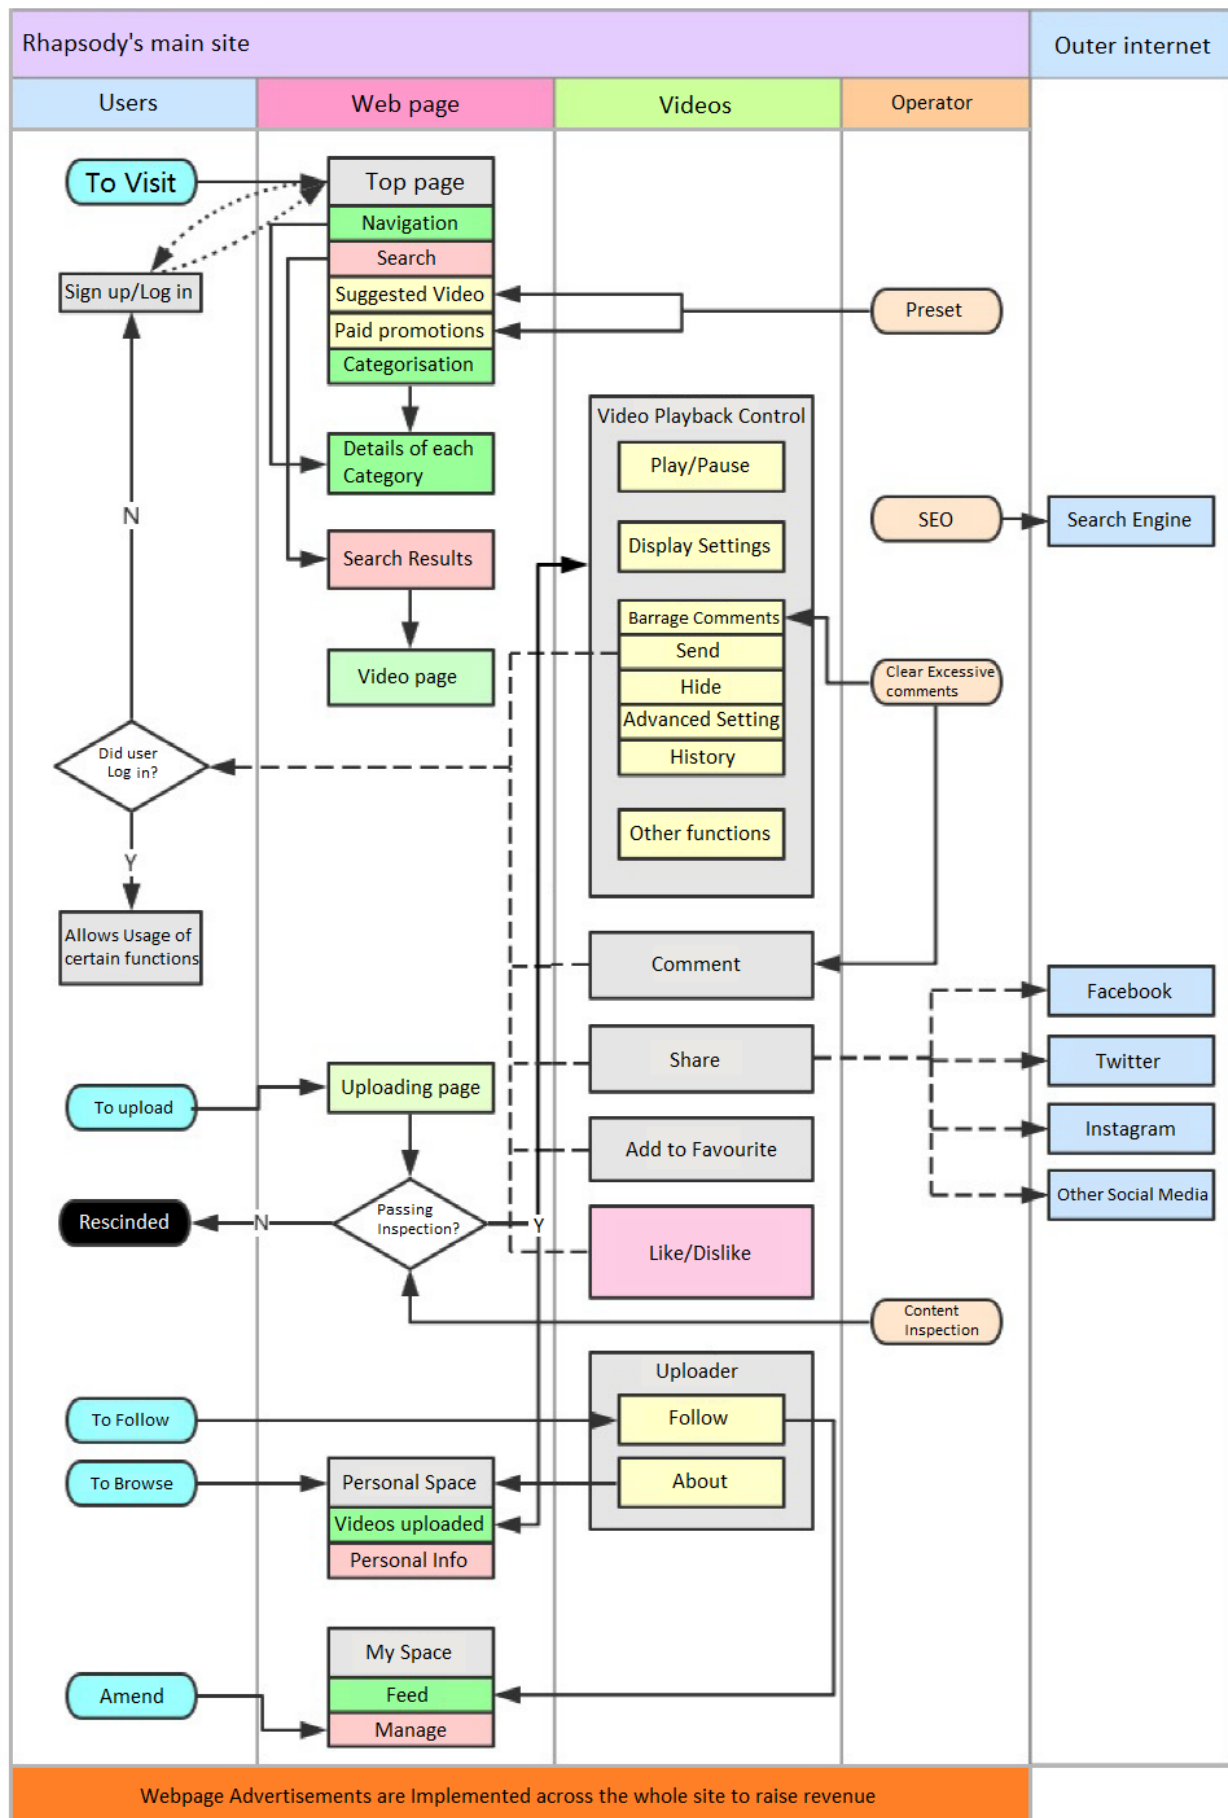 Rhapsody's main site
Outer internet
Users
Web page
Videos
Operator
To Visit
Top page
Navigation
Search
Suggested Video
Paid promotions
Categorisation
Sign up/Log in
Preset
Details of each
Category
Search Results
Video page
Video Playback Control
Play/Pause
Display Settings
Barrage Comments
Send
Hide
Advanced Setting
History
Other functions
SEO
Search Engine
Clear Excessive
comments
N
Did user
Log in?
Y
Allows Usage of
certain functions
Comment
Share
Add to Favourite
Like/Dislike
Facebook
Twitter
Instagram
Other Social Media
To upload
Uploading page
Rescinded
N
Passing
Inspection?
Y
Content
Inspection
Uploader
Follow
About
To Follow
To Browse
Personal Space
Videos uploaded
Personal Info
My Space
Feed
Manage
Amend
Webpage Advertisements are Implemented across the whole site to raise revenue